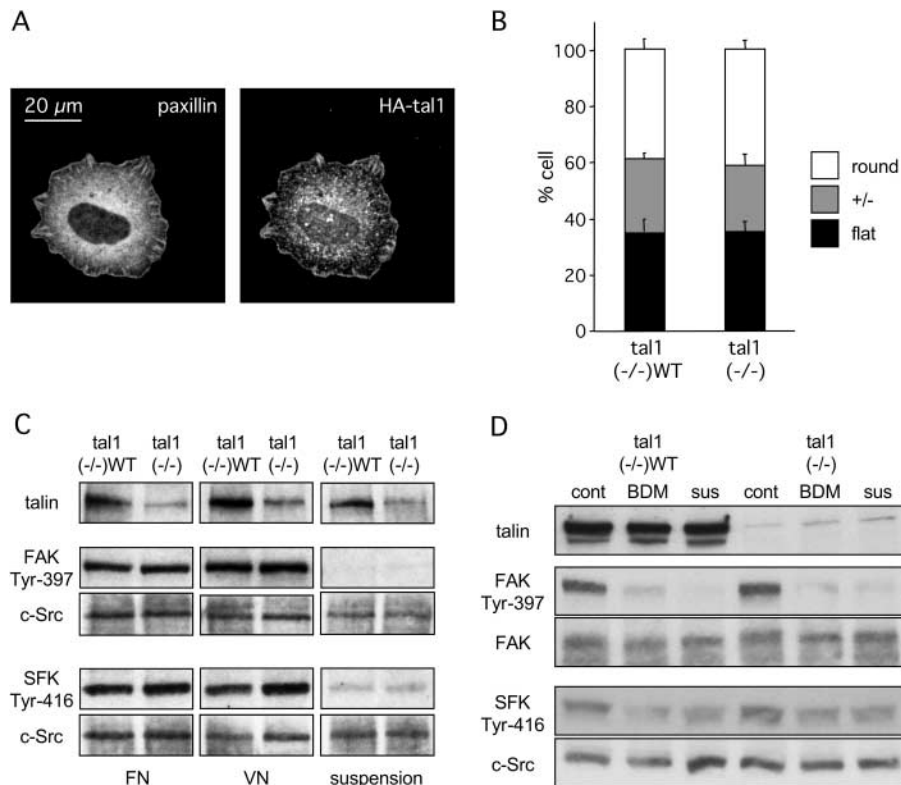 A
20 µm
paxillin
HA-tal1
B
100
80
60
40
20
0
% cell
tal1
(-/-)WT
tal1
(-/-)
round
+/-
flat
C
tal1
(-/-)WT
tal1
(-/-)
tal1
(-/-)WT
tal1
(-/-)
tal1
(-/-)WT
tal1
(-/-)
talin
FAK
Tyr-397
c-Src
SFK
Tyr-416
c-Src
FN
VN
suspension
D
tal1
(-/-)WT
tal1
(-/-)
cont
BDM
sus
cont
BDM
sus
talin
FAK
Tyr-397
FAK
SFK
Tyr-416
c-Src